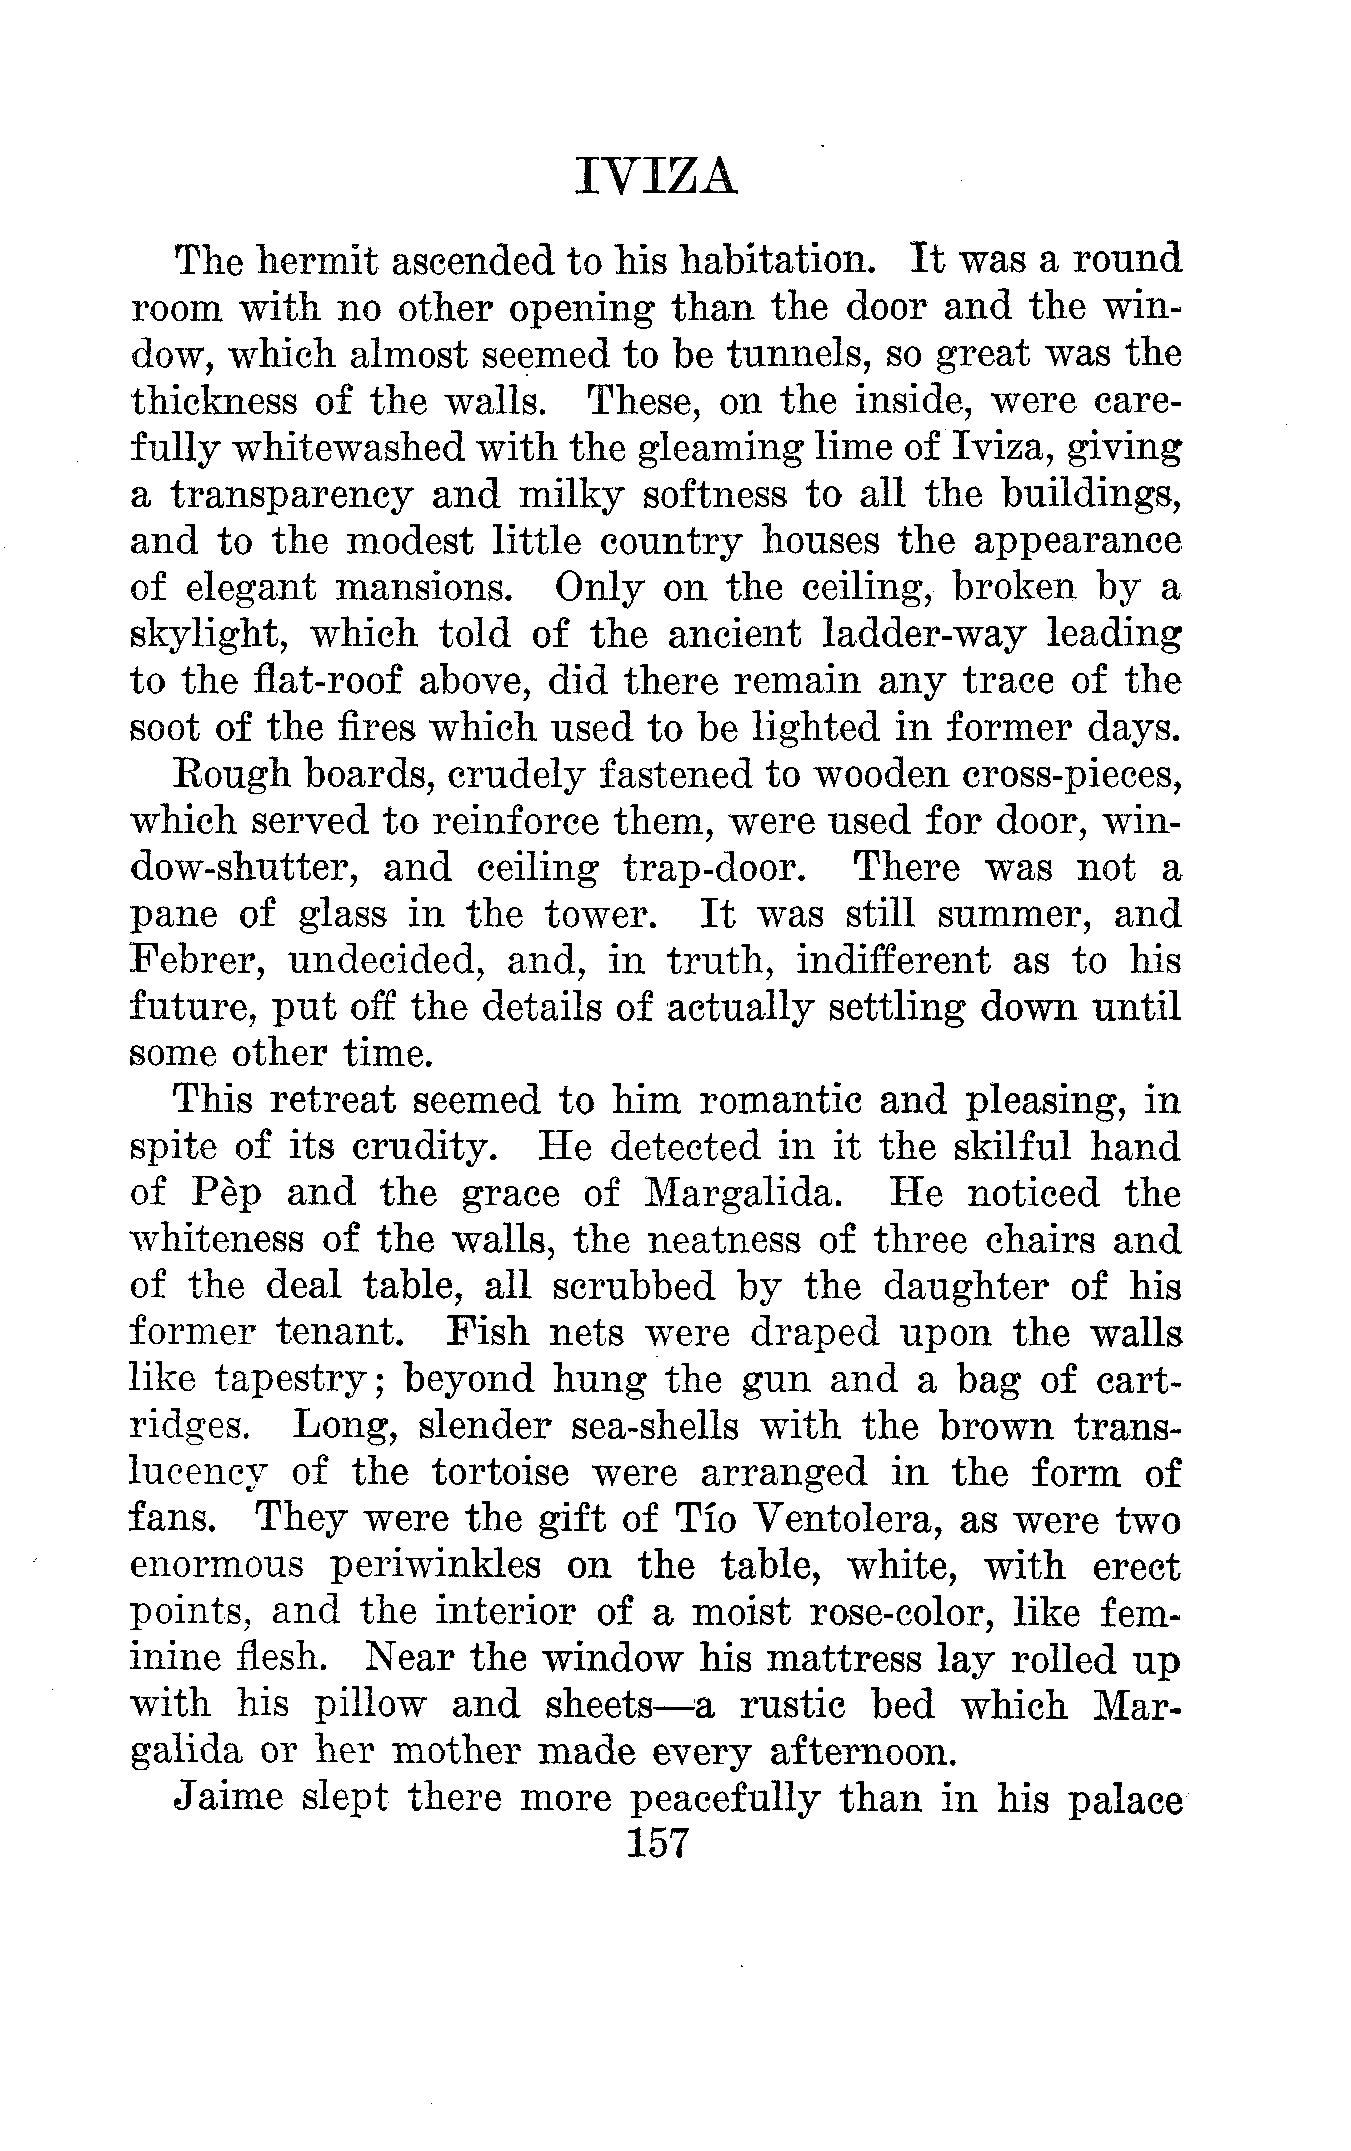 IVIZA
The hermit ascended to his habitation. It was a round
room with no other opening than the door and the win-
dow, which almost seemed to be tunnels, so great was the
thickness of the walls. These, on the inside, were care-
fully whitewashed with the gleaming lime of Iviza, giving
a transparency and milky softness to all the buildings,
and to the modest little country houses the appearance
of elegant mansions. Only on the ceiling, broken by a
skylight, which told of the ancient ladder-way leading
to the flat-roof above, did there remain any trace of the
soot of the fires which used to be lighted in former days.
Rough boards, crudely fastened to wooden cross-pieces,
which served to reinforce them, were used for door, win-
dow-shutter, and ceiling trap-door. There was not a
pane of glass in the tower. It was still summer, and
Febrer, undecided, and, in truth, indifferent as to his
future, put off the details of actually settling down until
some other time.
This retreat seemed to him romantic and pleasing, in
spite of its crudity. He detected in it the skilful hand
of Pèp and the grace of Margalida. He noticed the
whiteness of the walls, the neatness of three chairs and
of the deal table, all scrubbed by the daughter of his
former tenant. Fish nets were draped upon the walls
like tapestry; beyond hung the gun and a bag of cart-
ridges. Long, slender sea-shells with the brown trans-
lucency of the tortoise were arranged in the form of
fans. They were the gift of Tío Ventolera, as were two
enormous periwinkles on the table, white, with erect
points, and the interior of a moist rose-color, like fem-
inine flesh. Near the window his mattress lay rolled up
with his pillow and sheets—a rustic bed which Mar-
galida or her mother made every afternoon.
Jaime slept there more peacefully than in his palace
157